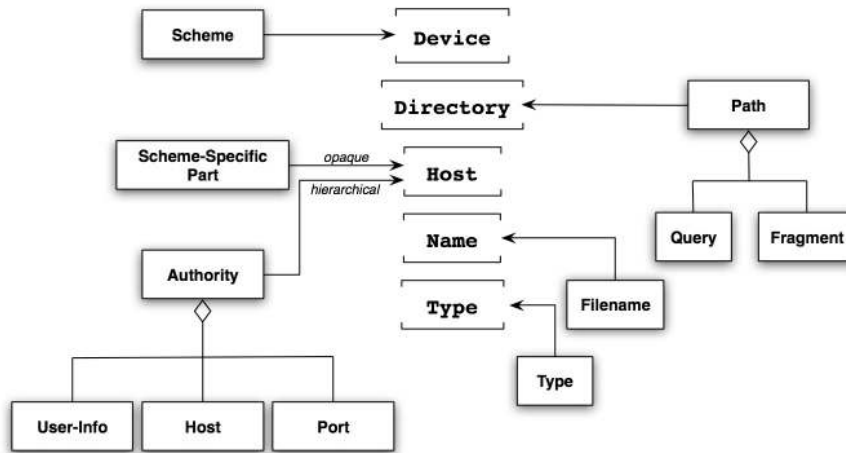 Scheme
Device
Directory
Path
Scheme-Specific
Part
opaque
hierarchical
Host
Name
Query
Fragment
Authority
Type
Filename
Type
User-Info
Host
Port